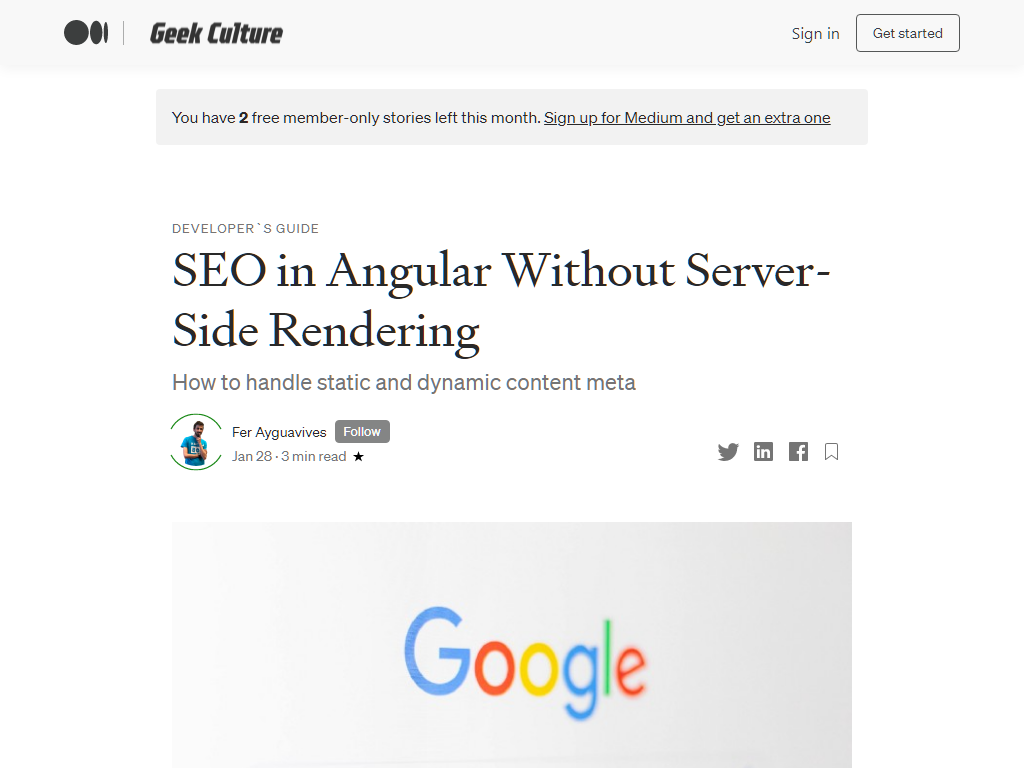 Geek Culture
Sign in
Get started
You have 2 free member-only stories left this month. Sign up for Medium and get an extra one
DEVELOPER`S GUIDE
SEO in Angular Without Server-
Side Rendering
How to handle static and dynamic content meta
Fer Ayguavives
Follow
Jan 28 · 3 min read ★
Google